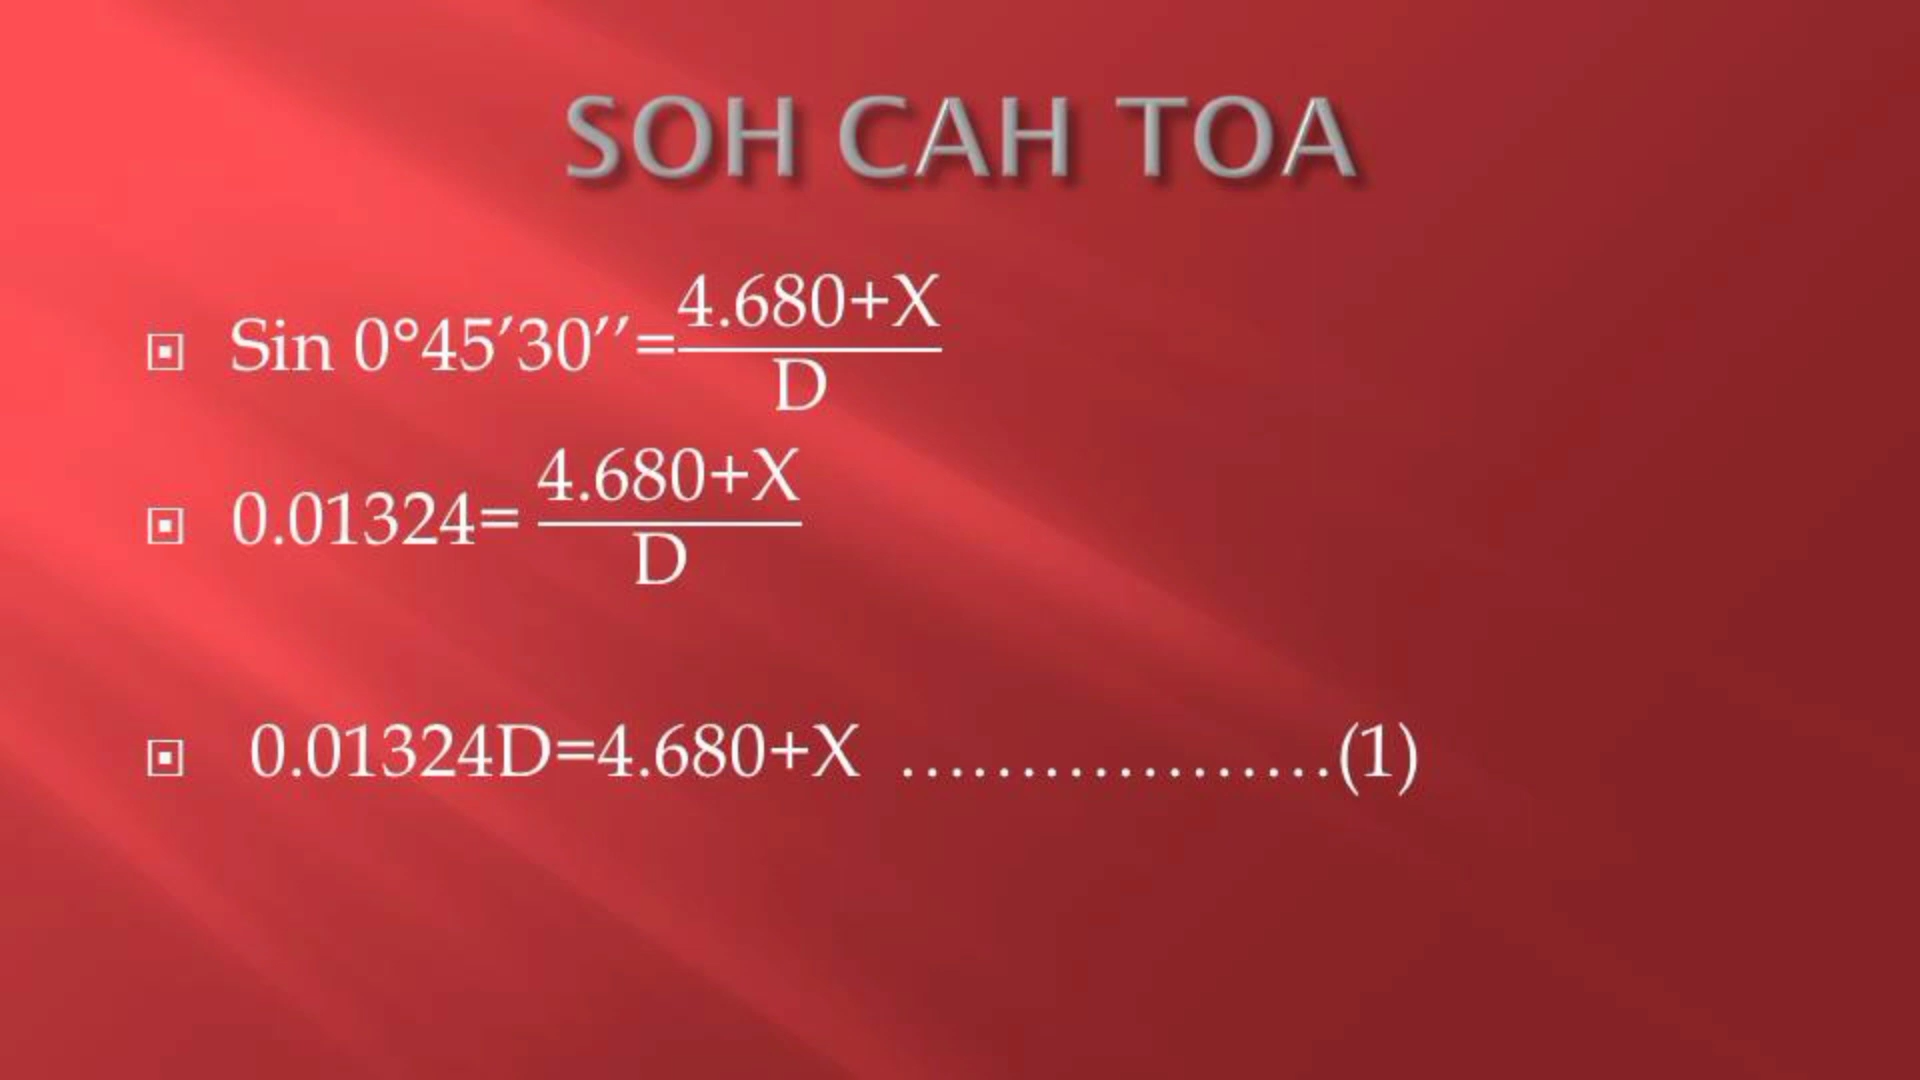 SOH CAH TOA
Sin 0°45′30′′=4.680+X/D
0.01324= 4.680+X/D
0.01324D=4.680+X ………………(1)